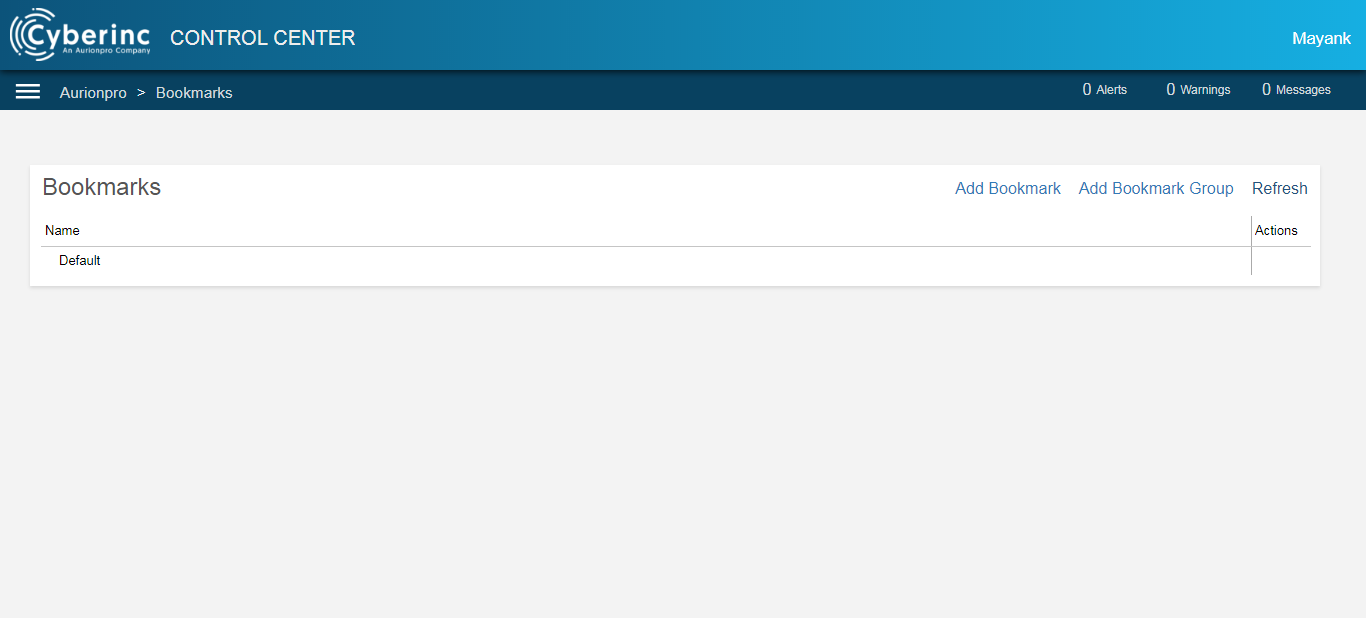 Cyberinc
An Aurionpro Company
CONTROL CENTER
Mayank
Aurionpro > Bookmarks
0 Alerts
0 Warnings
0 Messages
Bookmarks
Add Bookmark
Add Bookmark Group
Refresh
Name
Actions
Default